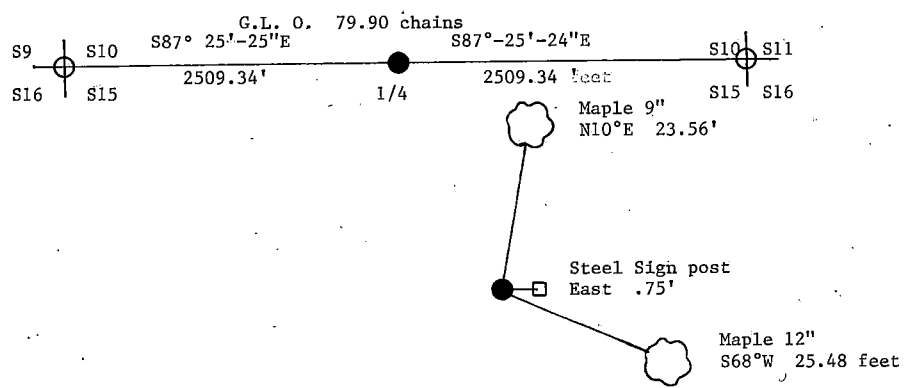 G.L. O. 79.90 chains
S87° 25'-25"E S87°-25'-24"E
S9 S10 S10 S11
2509.34' 2509.34 'feet
S16 S15 1/4 S15 S16
Maple 9"
N10°E 23.56'
Steel Sign post
East .75'
Maple 12"
S68°W 25.48 feet